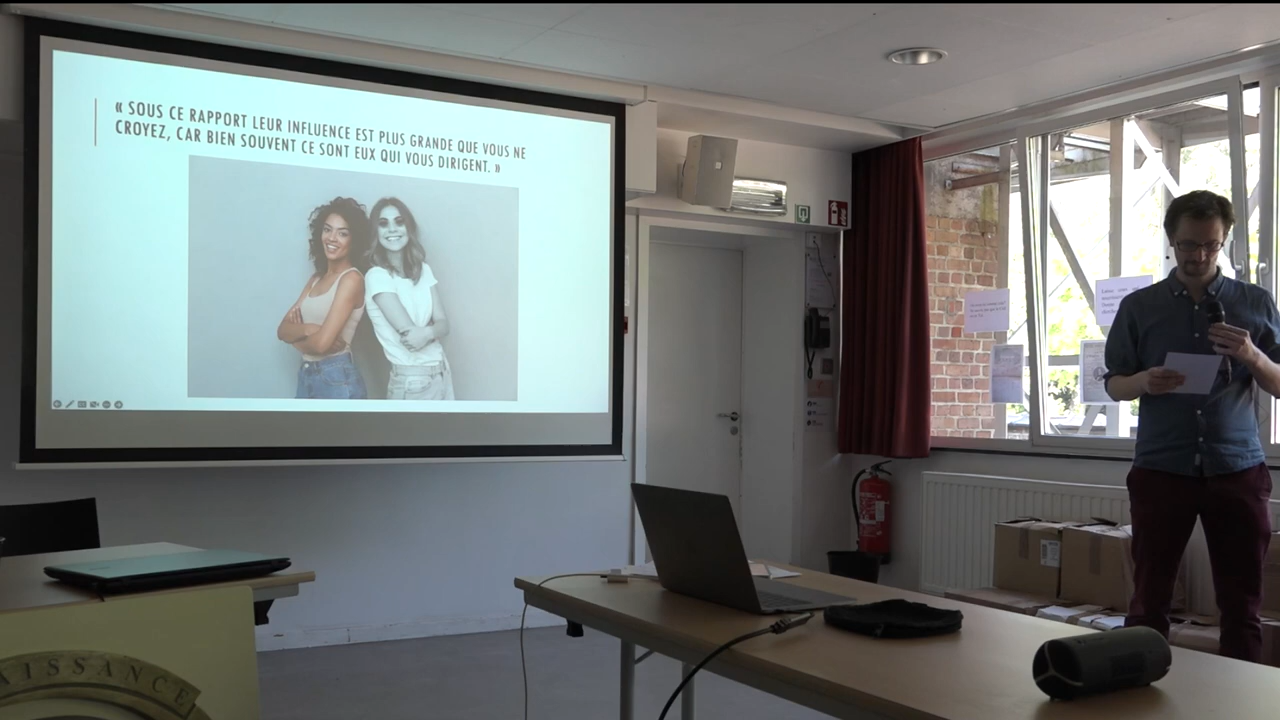 « SOUS CE RAPPORT LEUR INFLUENCE EST PLUS GRANDE QUE VOUS NE
CROYEZ, CAR BIEN SOUVENT CE SONT EUX QUI VOUS DIRIGENT. »
AISSANCE